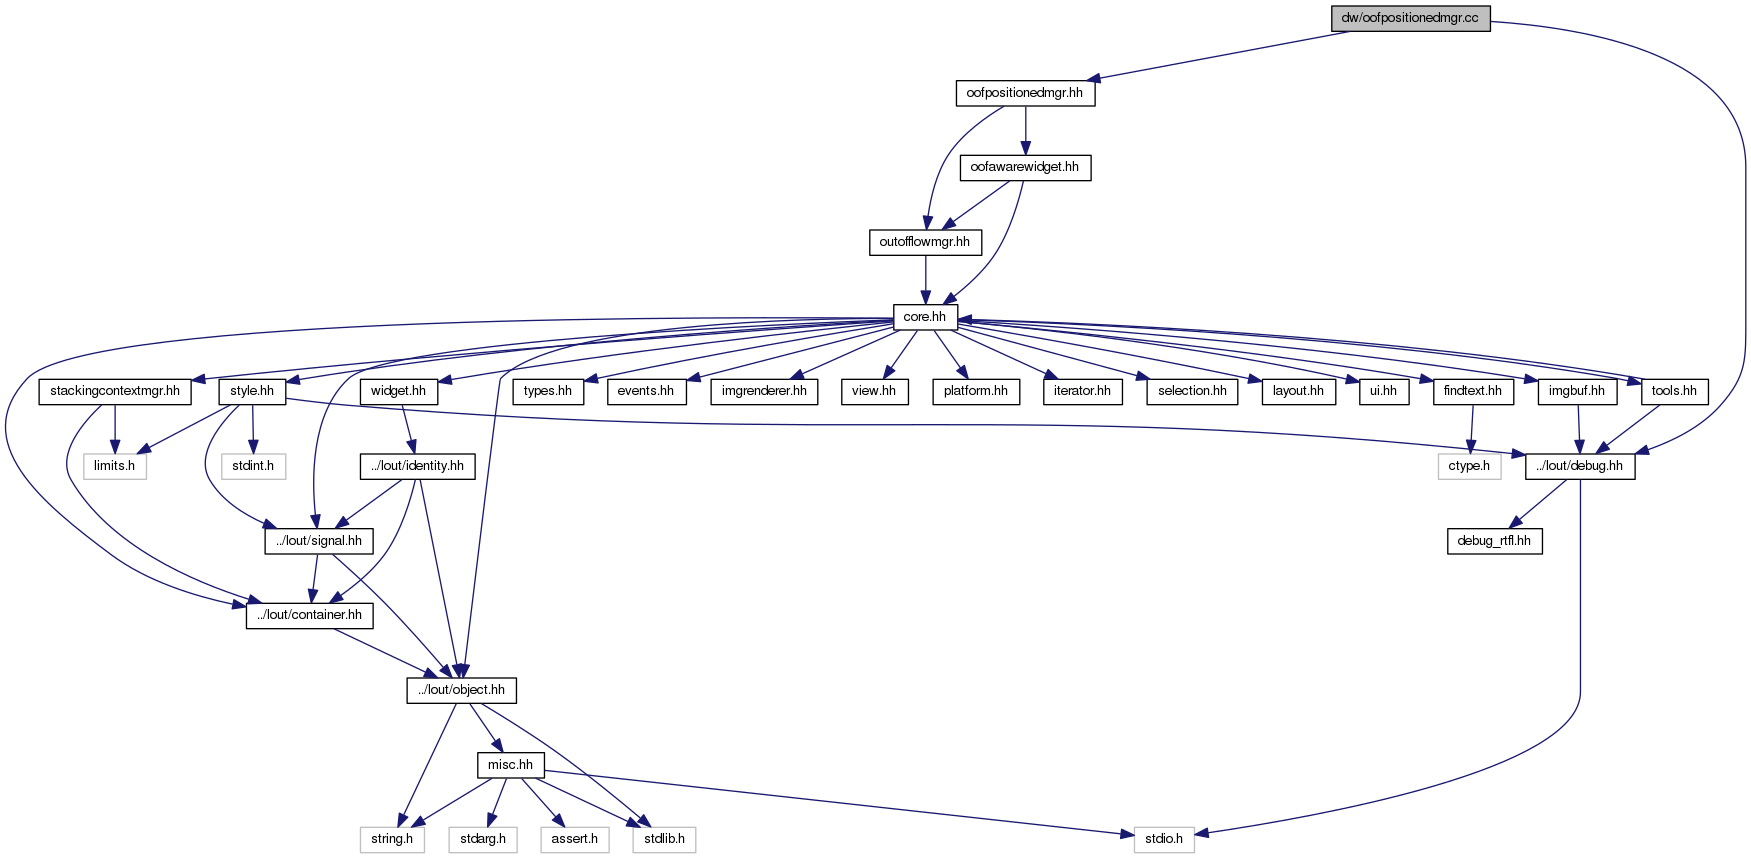 dw/oofpositionedmgr.cc
oofpositionedmgr.hh
oofawarewidget.hh
outofflowmgr.hh
core.hh
stackingcontextmgr.hh
style.hh
widget.hh
types.hh
events.hh
imgrenderer.hh
view.hh
platform.hh
iterator.hh
selection.hh
layout.hh
ui.hh
findtext.hh
imgbuf.hh
tools.hh
limits.h
stdint.h
../lout/identity.hh
ctype.h
../lout/debug.hh
../lout/signal.hh
debug_rtfl.hh
../lout/container.hh
../lout/object.hh
misc.hh
string.h
stdarg.h
assert.h
stdlib.h
stdio.h